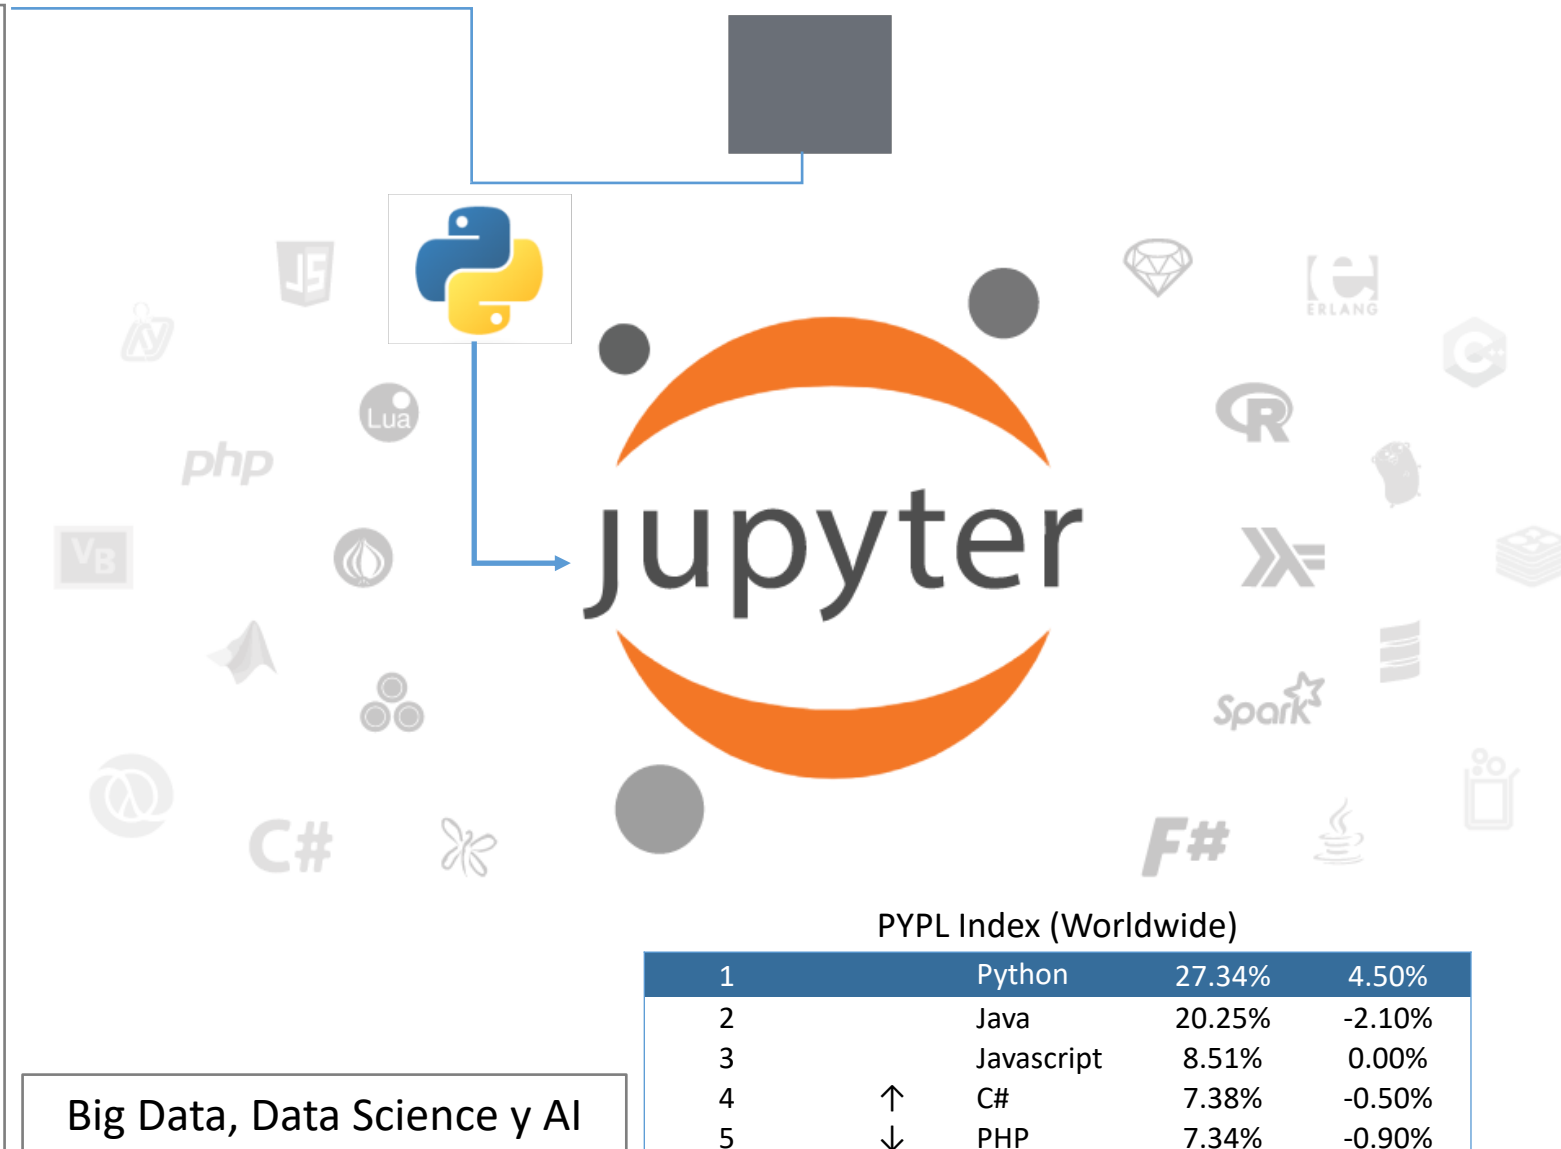 JS
ERLANG
C++
Lua
R
php
VB
jupyter
Spark
C#
F#
PYPL Index (Worldwide)
1 Python 27.34% 4.50%
2 Java 20.25% -2.10%
3 Javascript 8.51% 0.00%
4 ↑ C# 7.38% -0.50%
5 ↓ PHP 7.34% -0.90%
Big Data, Data Science y AI